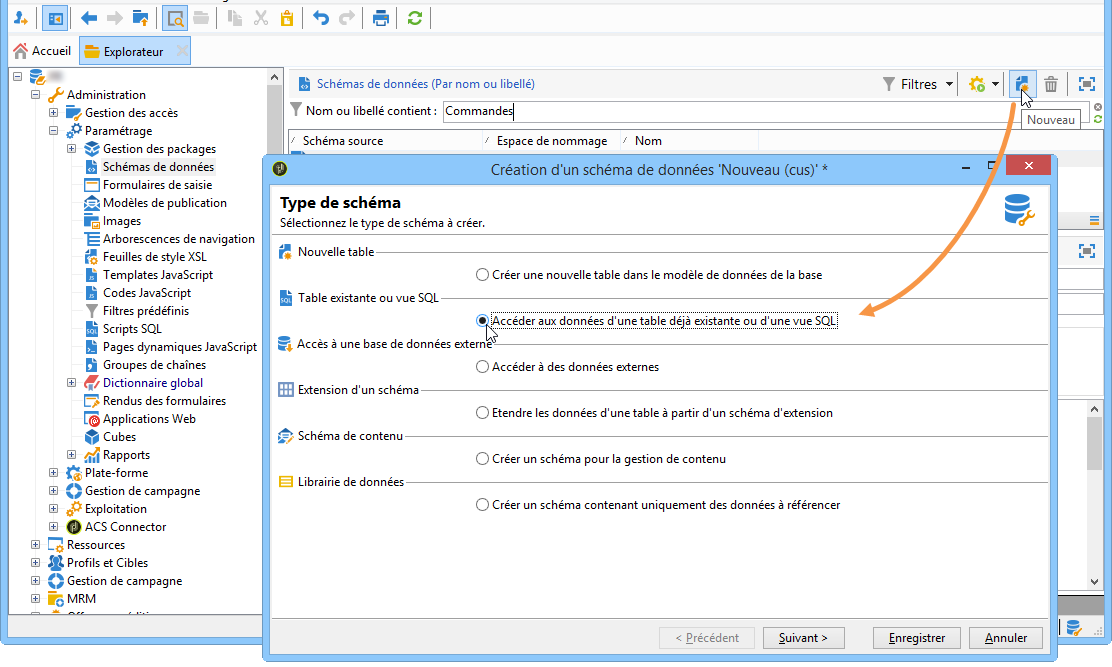 Accueil
Explorateur
Administration
Gestion des accès
Paramétrage
Gestion des packages
Schémas de données
Formulaires de saisie
Modèles de publication
Images
Arborescences de navigation
Feuilles de style XSL
Templates JavaScript
Codes JavaScript
Filtres prédéfinis
Scripts SQL
Pages dynamiques JavaScript
Groupes de chaînes
Dictionnaire global
Rendus des formulaires
Applications Web
Cubes
Rapports
Plate-forme
Gestion de campagne
Exploitation
ACS Connector
Ressources
Profils et Cibles
Gestion de campagne
MRM
Schémas de données (Par nom ou libellé)
Filtres
Nom ou libellé contient :
Commandes
Nouveau
Schéma source
Espace de nommage
Nom
Création d'un schéma de données 'Nouveau (cus)' *
Type de schéma
Sélectionnez le type de schéma à créer.
Nouvelle table
Créer une nouvelle table dans le modèle de données de la base
Table existante ou vue SQL
Accéder aux données d'une table déjà existante ou d'une vue SQL
Accès à une base de données externe
Accéder à des données externes
Extension d'un schéma
Etendre les données d'une table à partir d'un schéma d'extension
Schéma de contenu
Créer un schéma pour la gestion de contenu
Librairie de données
Créer un schéma contenant uniquement des données à référencer
< Précédent
Suivant >
Enregistrer
Annuler